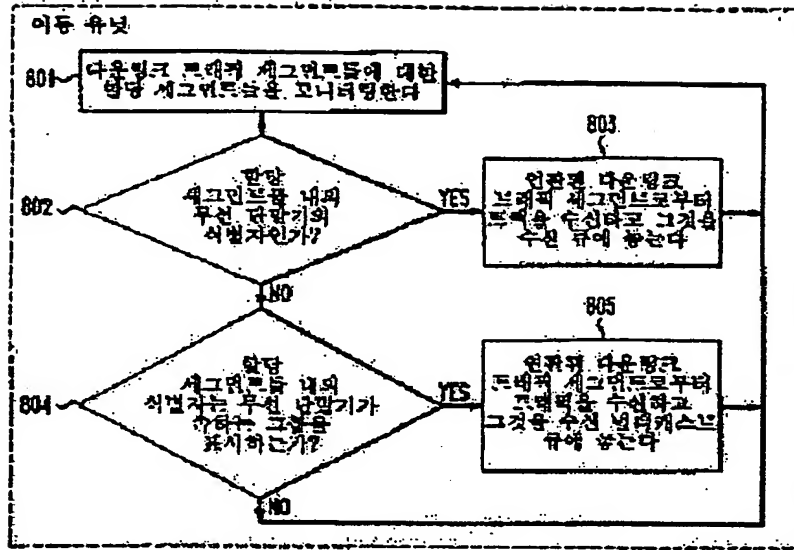 이동 유닛
801
다운링크 트래픽 세그먼트들에 대한
할당 세그먼트들을 모니터링한다
802
할당
세그먼트들 내의
무선 단말기의
식별자인가?
YES
803
연관된 다운링크
트래픽 세그먼트로부터
트래픽을 수신하고 그것을
수신 큐에 놓는다
NO
804
할당
세그먼트들 내의
식별자는 무선 단말기가
속하는 그룹을
표시하는가?
YES
805
연관된 다운링크
트래픽 세그먼트로부터
트래픽을 수신하고
그것을 수신 멀티캐스트
큐에 놓는다
NO